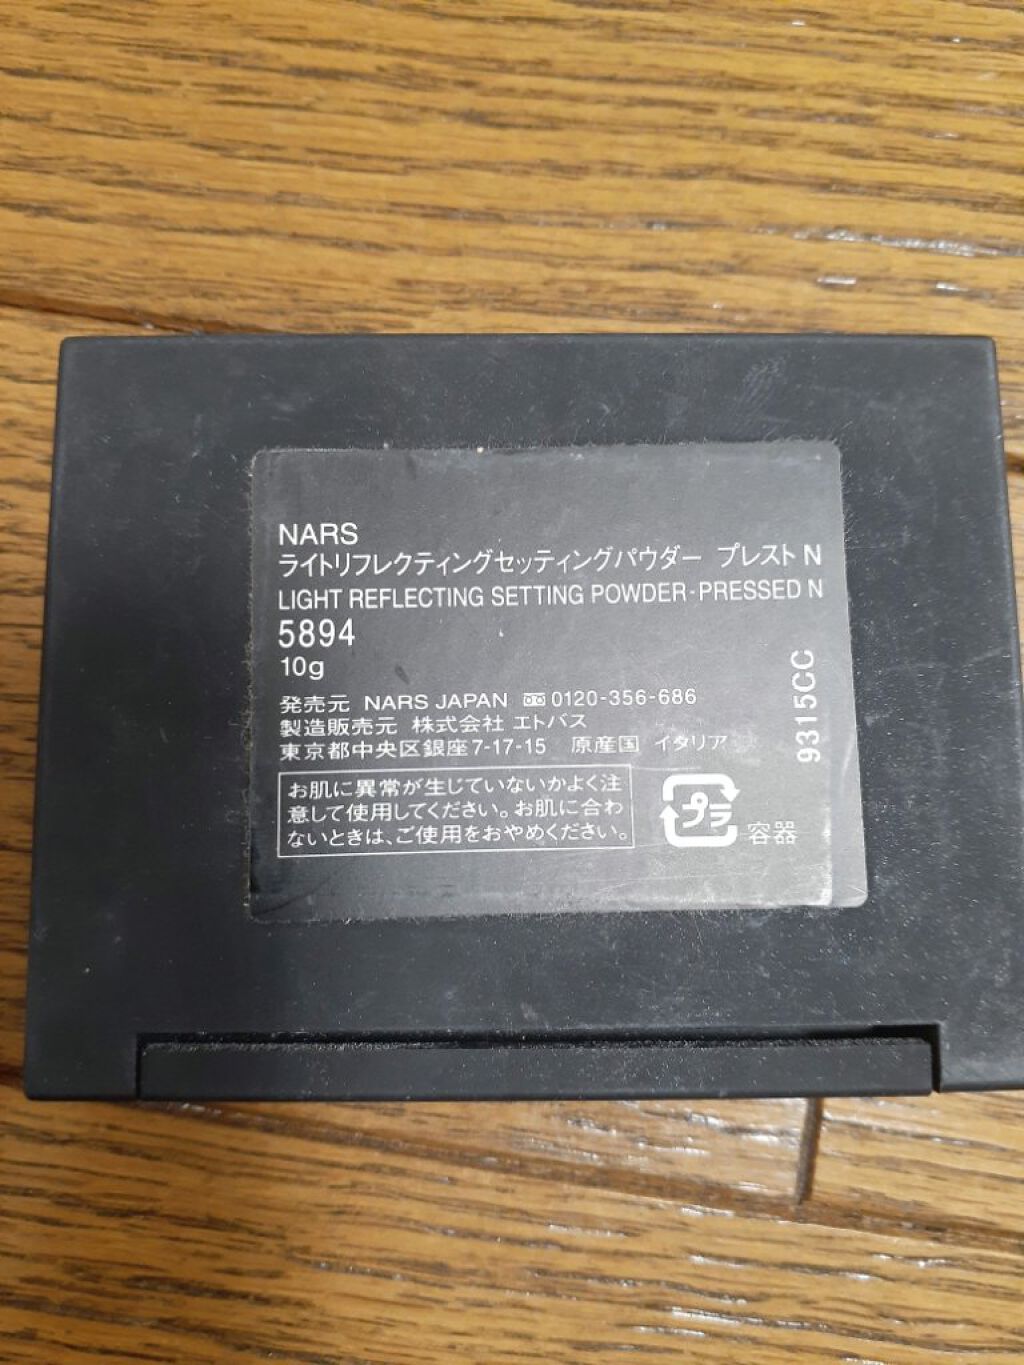 NARS
ライトリフレクティングセッティングパウダー プレスト N
LIGHT REFLECTING SETTING POWDER-PRESSED N
5894
10g
発売元 NARS JAPAN 0120-356-686
製造販売元 株式会社 エトバス
東京都中央区銀座7-17-15 原産国 イタリア
お肌に異常が生じていないかよく注
意して使用してください。お肌に合わ
ないときは、ご使用をおやめください。
プラ
容器
9315CC